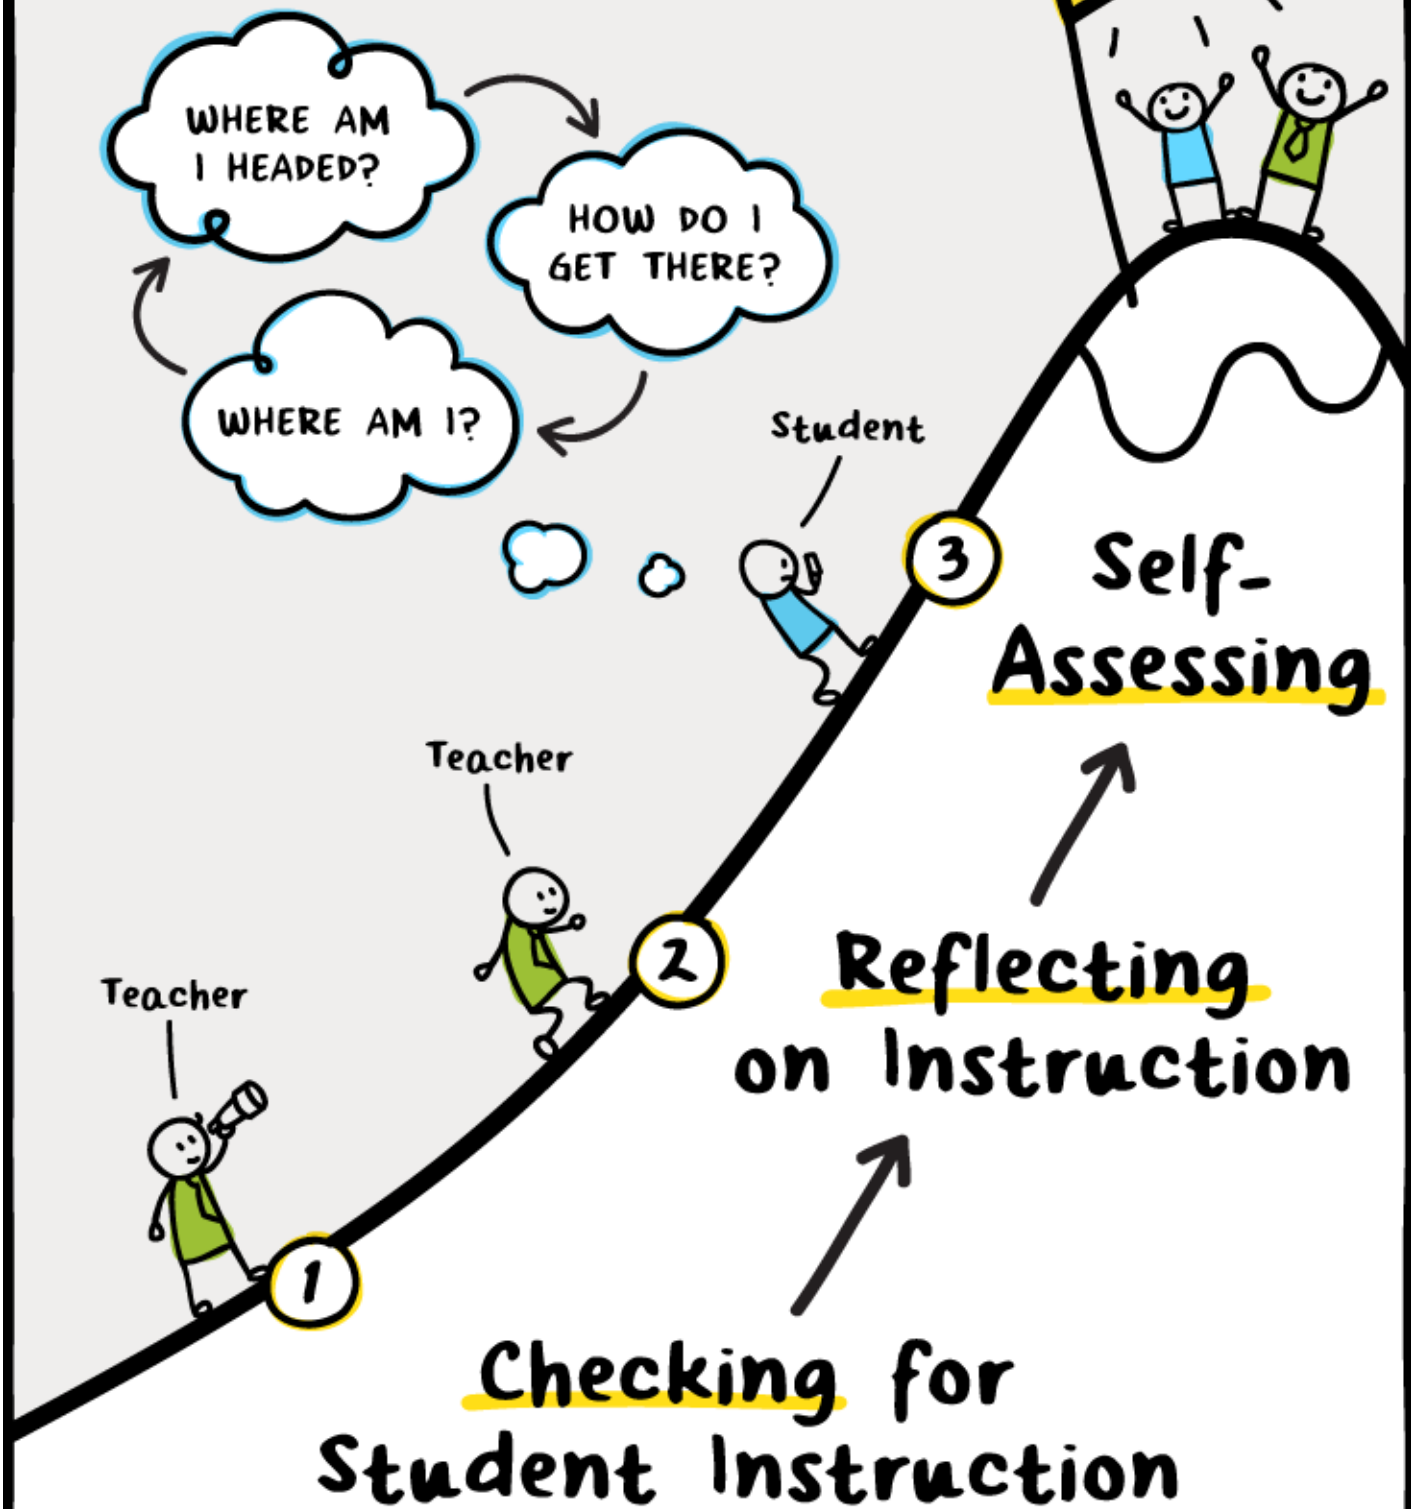 WHERE AM
I HEADED?
HOW DO I
GET THERE?
WHERE AM I?
Student
3
Self-
Assessing
Teacher
2
Reflecting
on Instruction
Teacher
1
Checking for
Student Instruction